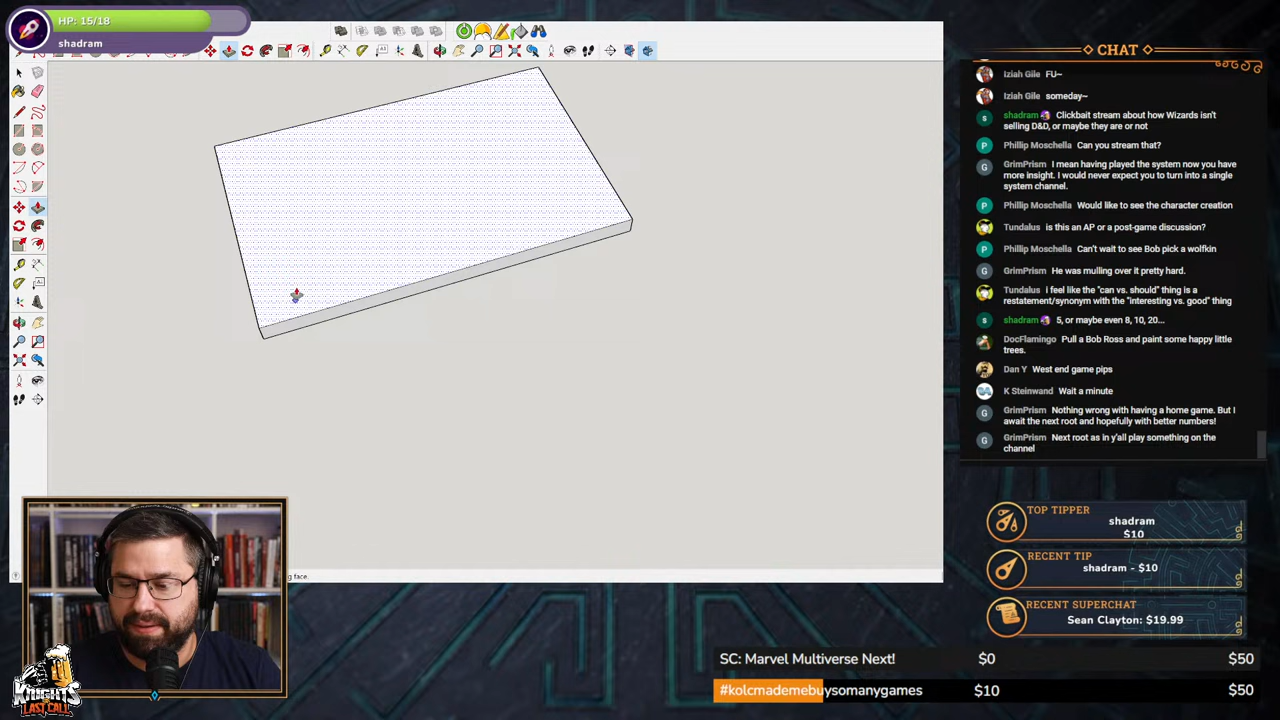 HP: 15/18
shadram
CHAT
Iziah Gile FU~
Iziah Gile someday~
shadram Clickbait stream about how Wizards isn't
selling D&D, or maybe they are or not
Phillip Moschella Can you stream that?
GrimPrism I mean having played the system now you have
more insight. I would never expect you to turn into a single
system channel.
Phillip Moschella Would like to see the character creation
Tundalus is this an AP or a post-game discussion?
Phillip Moschella Can't wait to see Bob pick a wolfkin
GrimPrism He was mulling over it pretty hard.
Tundalus i feel like the "can vs. should" thing is a
restatement/synonym with the "interesting vs. good" thing
shadram 5, or maybe even 8, 10, 20...
DocFlamingo Pull a Bob Ross and paint some happy little
trees.
Dan Y West end game pips
K Steinwand Wait a minute
GrimPrism Nothing wrong with having a home game. But I
await the next root and hopefully with better numbers!
GrimPrism Next root as in y'all play something on the
channel
g face.
TOP TIPPER
shadram
$10
RECENT TIP
shadram - $10
RECENT SUPERCHAT
Sean Clayton: $19.99
SC: Marvel Multiverse Next! $0 $50
#kolcmademebuysomanygames $10 $50
KNIGHTS
LAST CALL